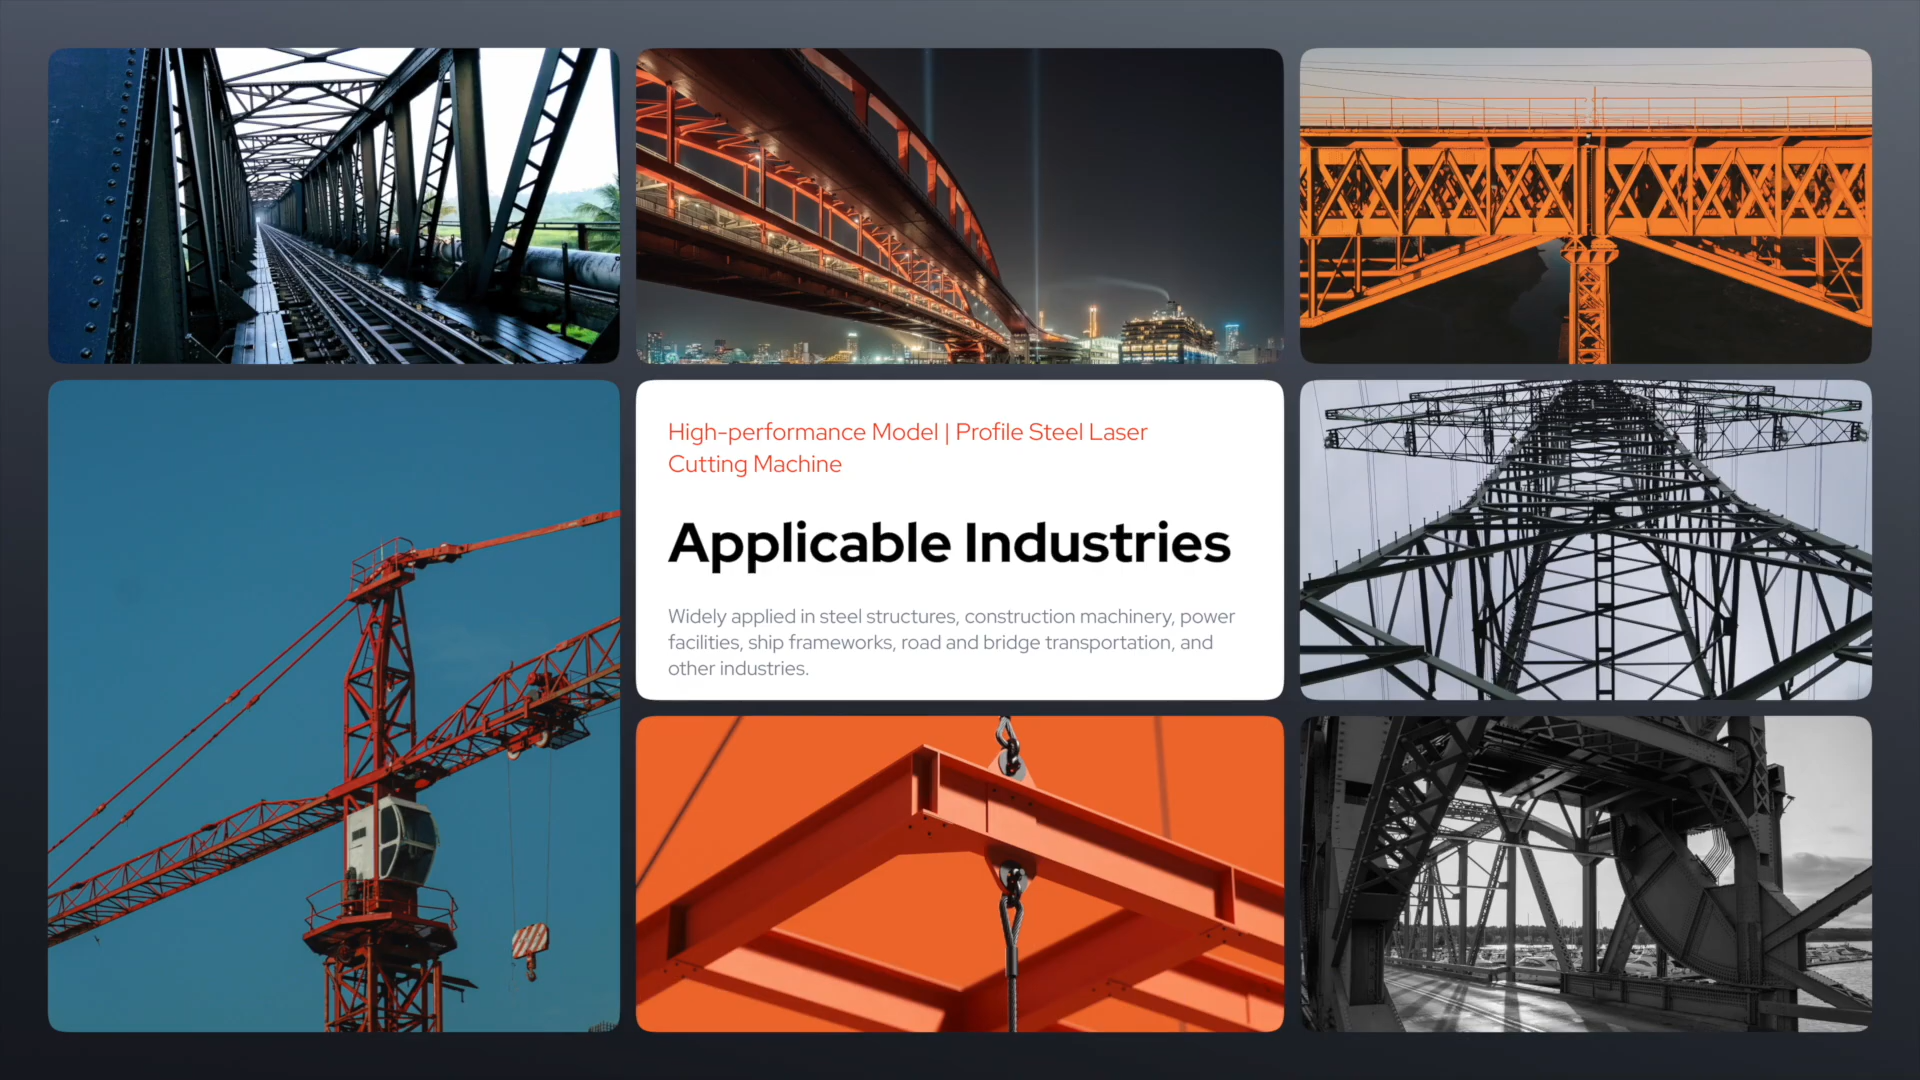 High-performance Model | Profile Steel Laser
Cutting Machine
Applicable Industries
Widely applied in steel structures, construction machinery, power
facilities, ship frameworks, road and bridge transportation, and
other industries.